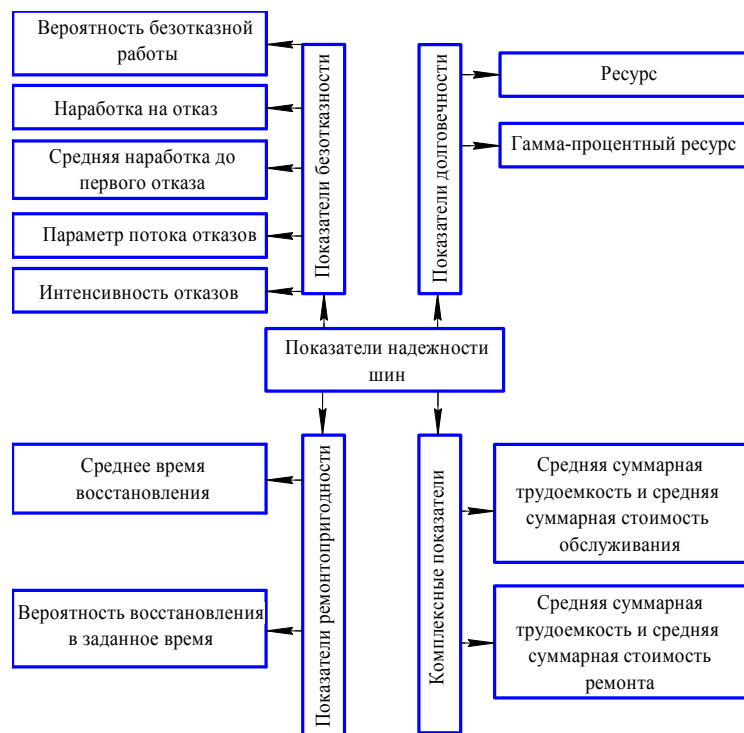 Вероятность безотказной
работы
Наработка на отказ
Средняя наработка до
первого отказа
Параметр потока отказов
Интенсивность отказов
Показатели безотказности
Показатели долговечности
Ресурс
Гамма-процентный ресурс
Показатели надежности
шин
Среднее время
восстановления
Вероятность восстановления
в заданное время
Показатели ремонтопригодности
Комплексные показатели
Средняя суммарная
трудоемкость и средняя
суммарная стоимость
обслуживания
Средняя суммарная
трудоемкость и средняя
суммарная стоимость
ремонта